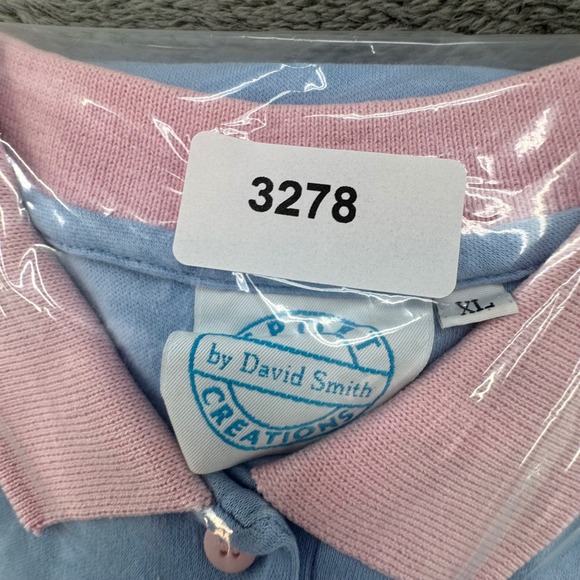 3278
XL
by David Smith
CREATIONS